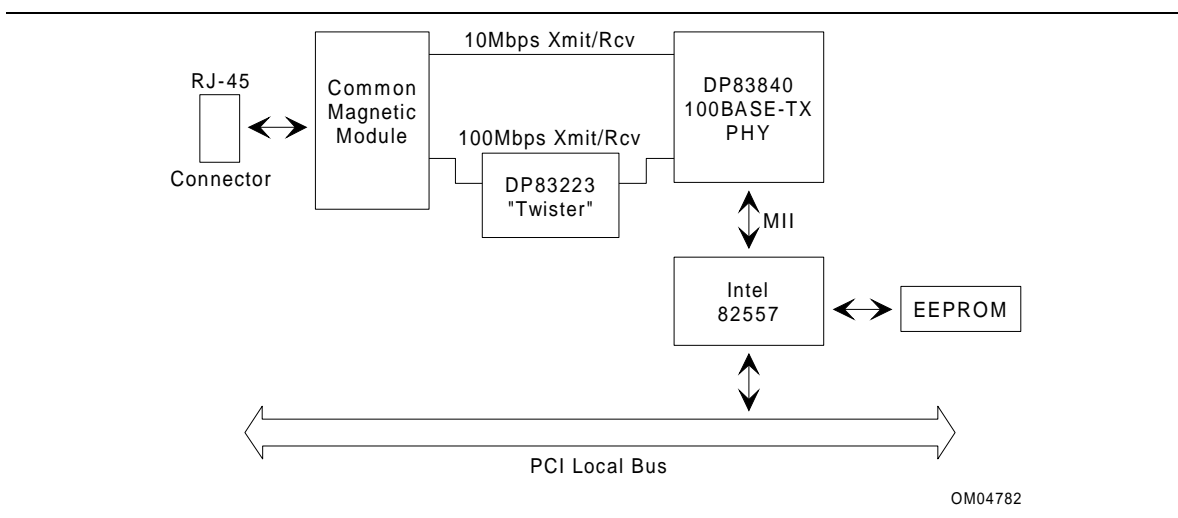 10Mbps Xmit/Rcv
RJ-45
Common
Magnetic
Module
DP83840
100BASE-TX
PHY
100Mbps Xmit/Rcv
Connector
DP83223
"Twister"
MII
Intel
82557
EEPROM
PCI Local Bus
OM04782